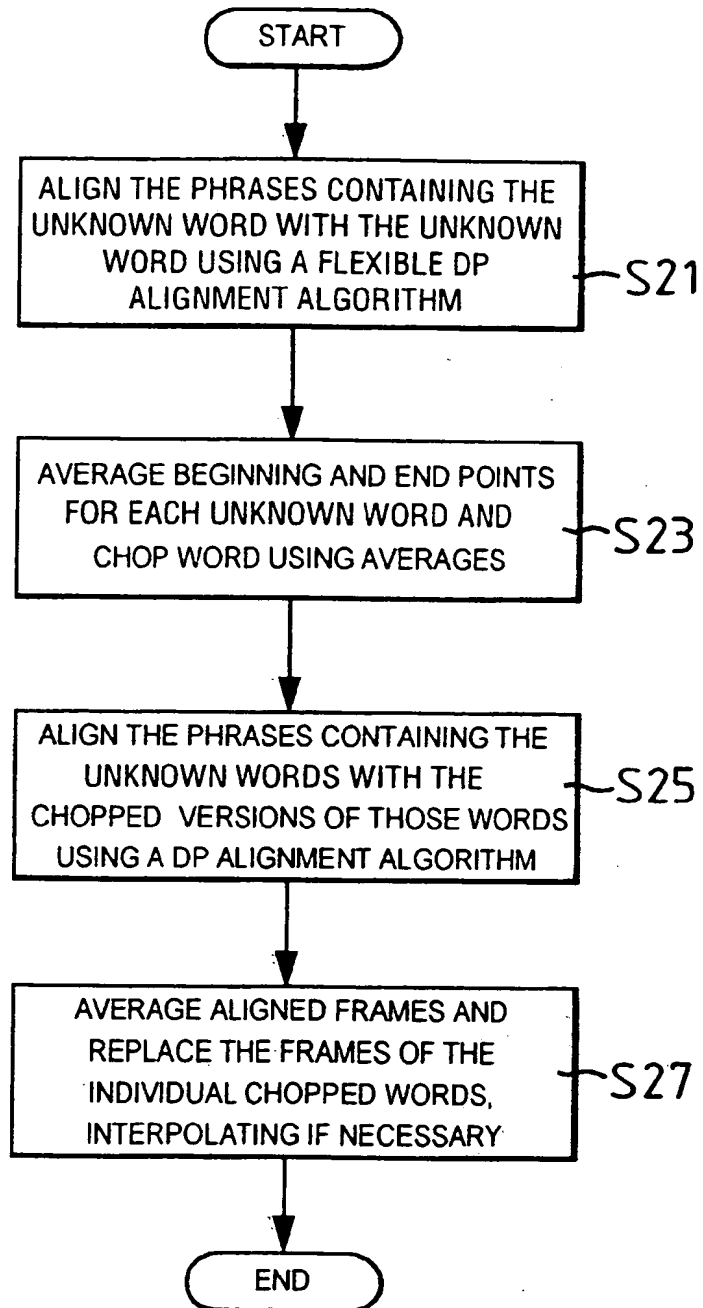 START
ALIGN THE PHRASES CONTAINING THE
UNKNOWN WORD WITH THE UNKNOWN
WORD USING A FLEXIBLE DP
ALIGNMENT ALGORITHM
S21
AVERAGE BEGINNING AND END POINTS
FOR EACH UNKNOWN WORD AND
CHOP WORD USING AVERAGES
S23
ALIGN THE PHRASES CONTAINING THE
UNKNOWN WORDS WITH THE
CHOPPED VERSIONS OF THOSE WORDS
USING A DP ALIGNMENT ALGORITHM
S25
AVERAGE ALIGNED FRAMES AND
REPLACE THE FRAMES OF THE
INDIVIDUAL CHOPPED WORDS,
INTERPOLATING IF NECESSARY
S27
END